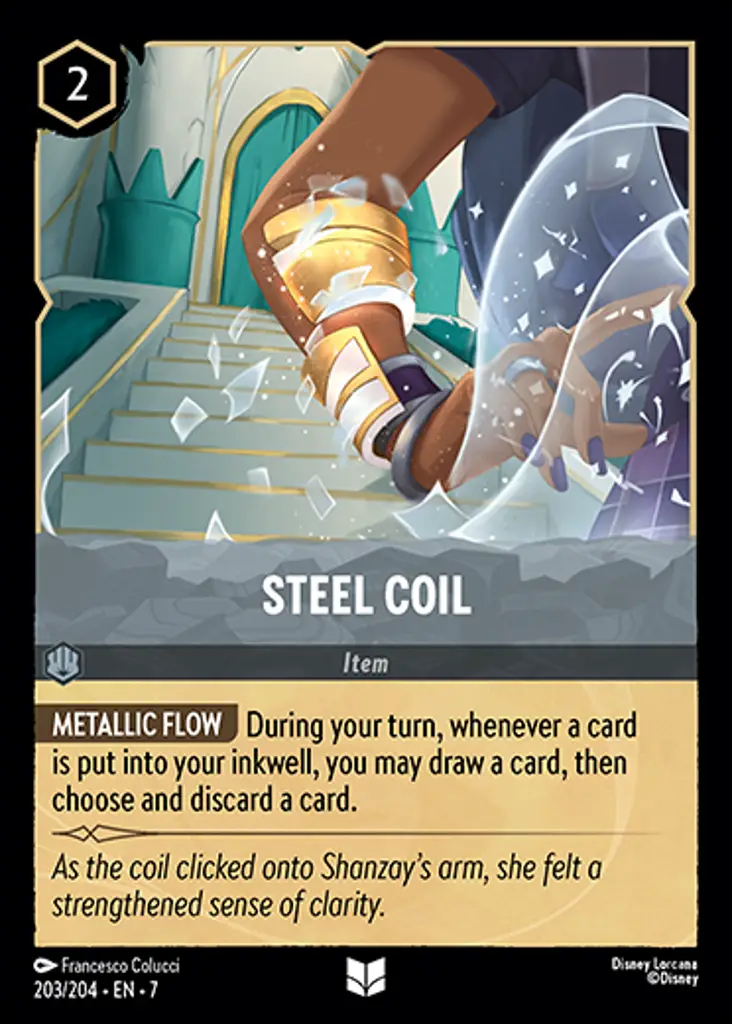 2
STEEL COIL
Item
METALLIC FLOW During your turn, whenever a card
is put into your inkwell, you may draw a card, then
choose and discard a card.
As the coil clicked onto Shanzay's arm, she felt a
strengthened sense of clarity.
Francesco Colucci
203/204 • EN • 7
Disney Lorcana
©Disney